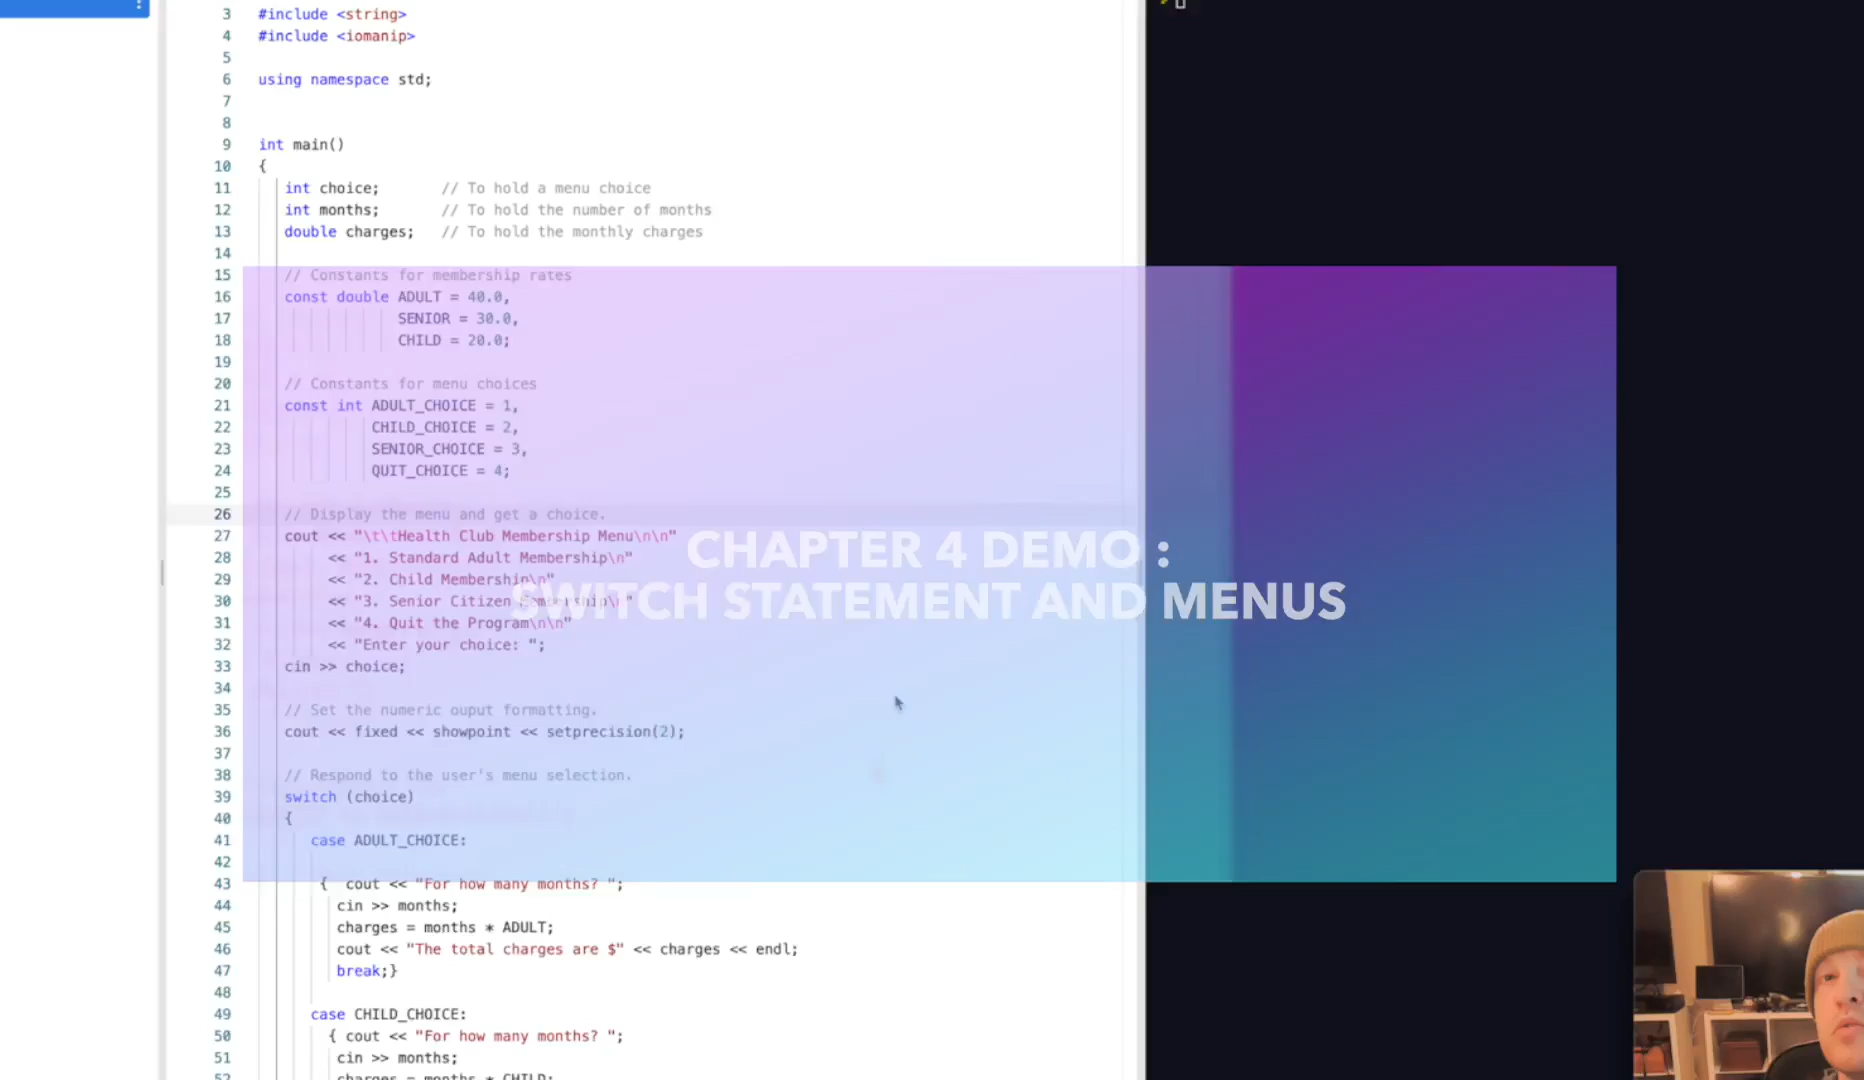 3 #include <string>
4 #include <iomanip>
5
6 using namespace std;
7
8
9 int main()
10 {
11 int choice; // To hold a menu choice
12 int months; // To hold the number of months
13 double charges; // To hold the monthly charges
14
15 // Constants for membership rates
16 const double ADULT = 40.0,
17 SENIOR = 30.0,
18 CHILD = 20.0;
19
20 // Constants for menu choices
21 const int ADULT_CHOICE = 1,
22 CHILD_CHOICE = 2,
23 SENIOR_CHOICE = 3,
24 QUIT_CHOICE = 4;
25
26 // Display the menu and get a choice.
27 cout << "\t\tHealth Club Membership Menu\n\n"
28 << "1. Standard Adult Membership\n"
29 << "2. Child Membership\n"
30 << "3. Senior Citizen Membership\n"
31 << "4. Quit the Program\n\n"
32 << "Enter your choice: ";
33 cin >> choice;
34
35 // Set the numeric ouput formatting.
36 cout << fixed << showpoint << setprecision(2);
37
38 // Respond to the user's menu selection.
39 switch (choice)
40 {
41 case ADULT_CHOICE:
42
43 { cout << "For how many months? ";
44 cin >> months;
45 charges = months * ADULT;
46 cout << "The total charges are $" << charges << endl;
47 break;}
48
49 case CHILD_CHOICE:
50 { cout << "For how many months? ";
51 cin >> months;
52 charges = months * CHILD;
CHAPTER 4 DEMO :
SWITCH STATEMENT AND MENUS